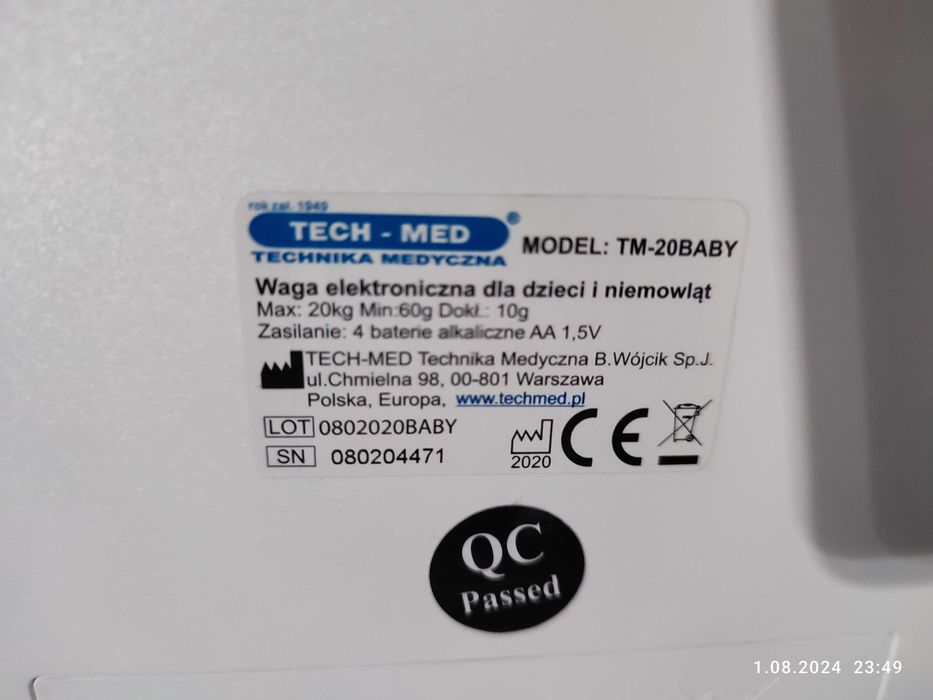 rok zał. 1949
TECH - MED ®
TECHNIKA MEDYCZNA
MODEL: TM-20BABY
Waga elektroniczna dla dzieci i niemowląt
Max: 20kg Min:60g Dokł.: 10g
Zasilanie: 4 baterie alkaliczne AA 1,5V
TECH-MED Technika Medyczna B.Wójcik Sp.J.
ul.Chmielna 98, 00-801 Warszawa
Polska, Europa, www.techmed.pl
LOT 0802020BABY
SN 080204471
2020
CE
QC
Passed
1.08.2024 23:49